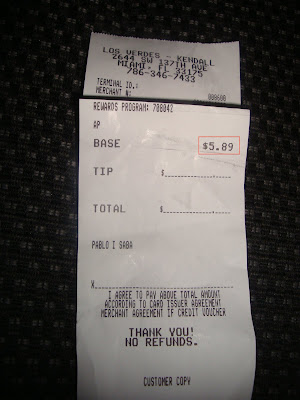 LOS VERDES - KENDALL
2644 SW 137TH AVE
MIAMI, FL 33175
786-346-7433
TERMINAL ID.:
MERCHANT #:
REWARDS PROGRAM: 708042
AP
BASE $5.89
TIP $
TOTAL $
PABLO I SABA
X
I AGREE TO PAY ABOVE TOTAL AMOUNT
ACCORDING TO CARD ISSUER AGREEMENT
MERCHANT AGREEMENT IF CREDIT VOUCHER
THANK YOU!
NO REFUNDS.
CUSTOMER COPY